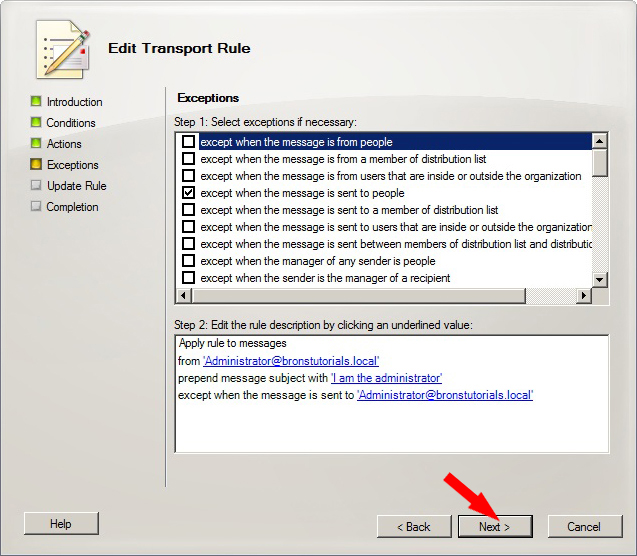 Edit Transport Rule
Introduction
Conditions
Actions
Exceptions
Update Rule
Completion
Exceptions
Step 1: Select exceptions if necessary:
except when the message is from people
except when the message is from a member of distribution list
except when the message is from users that are inside or outside the organization
except when the message is sent to people
except when the message is sent to a member of distribution list
except when the message is sent to users that are inside or outside the organization
except when the message is sent between members of distribution list and distributio
except when the manager of any sender is people
except when the sender is the manager of a recipient
Step 2: Edit the rule description by clicking an underlined value:
Apply rule to messages
from 'Administrator@bronstutorials.local'
prepend message subject with 'I am the administrator'
except when the message is sent to 'Administrator@bronstutorials.local'
Help
< Back
Next >
Cancel